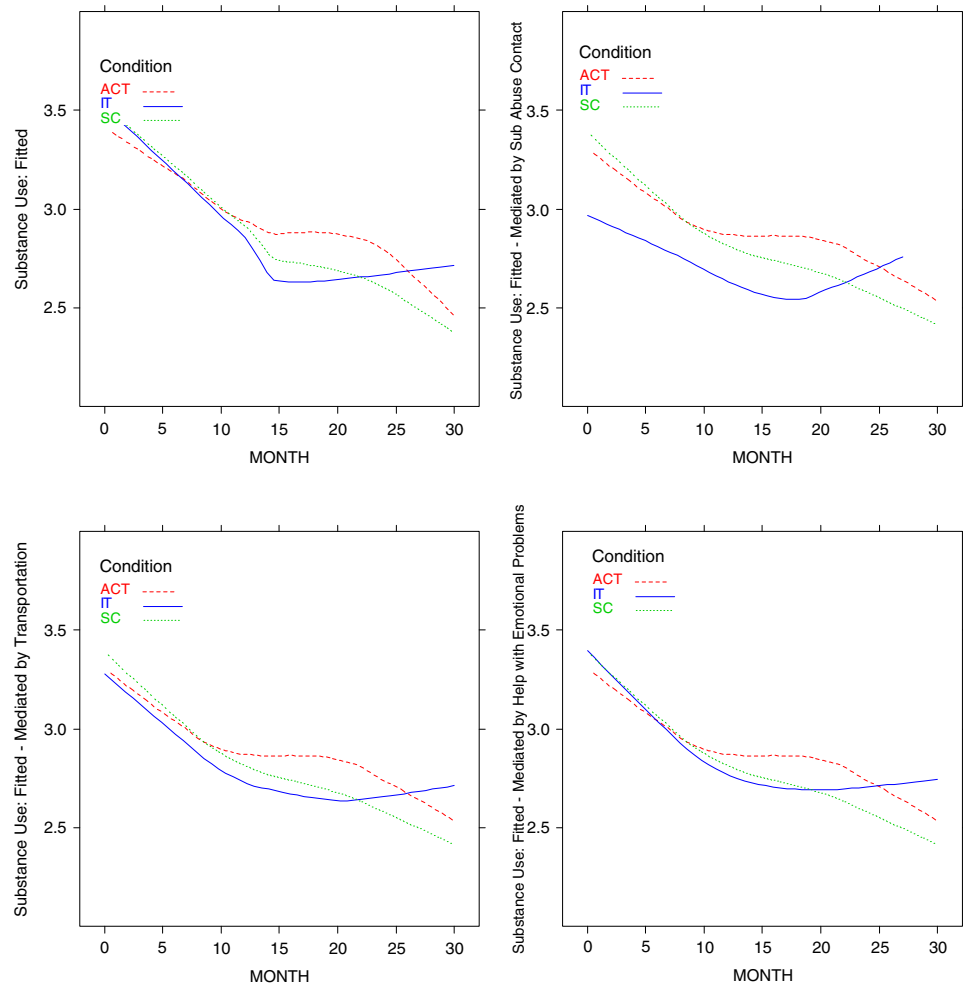 Substance Use: Fitted
Condition
ACT
IT
SC
3.5
3.0
2.5
0 5 10 15 20 25 30
MONTH
Substance Use: Fitted - Mediated by Sub Abuse Contact
Condition
ACT
IT
SC
3.5
3.0
2.5
0 5 10 15 20 25 30
MONTH
Substance Use: Fitted - Mediated by Transportation
Condition
ACT
IT
SC
3.5
3.0
2.5
0 5 10 15 20 25 30
MONTH
Substance Use: Fitted - Mediated by Help with Emotional Problems
Condition
ACT
IT
SC
3.5
3.0
2.5
0 5 10 15 20 25 30
MONTH